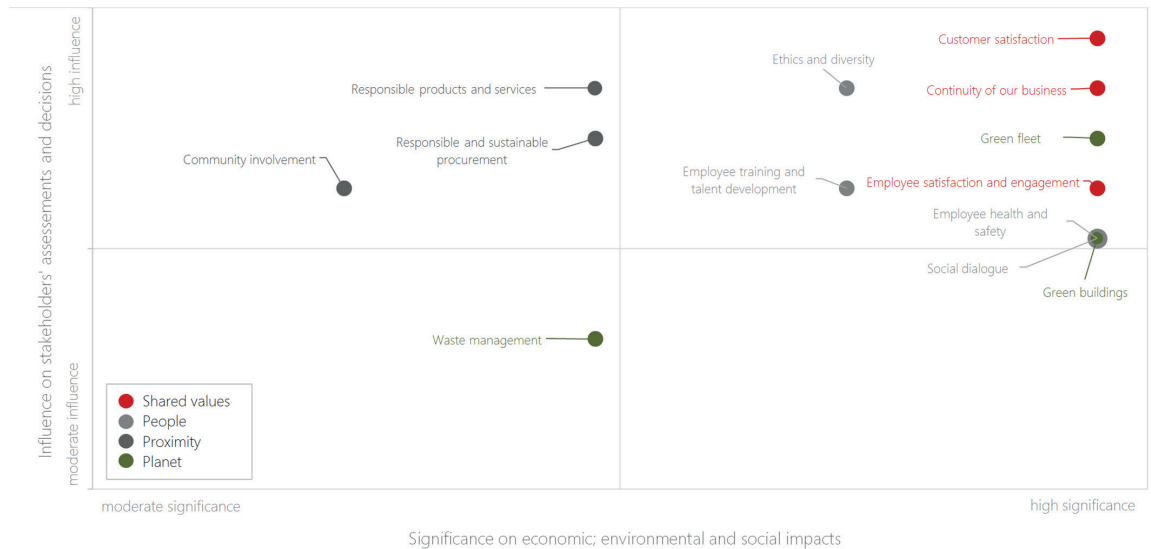 Influence on stakeholders' assessments and decisions
high influence
moderate influence
Customer satisfaction
Ethics and diversity
Responsible products and services
Continuity of our business
Responsible and sustainable
procurement
Green fleet
Community involvement
Employee training and
talent development
Employee satisfaction and engagement
Employee health and
safety
Social dialogue
Green buildings
Waste management
Shared values
People
Proximity
Planet
moderate significance
high significance
Significance on economic; environmental and social impacts